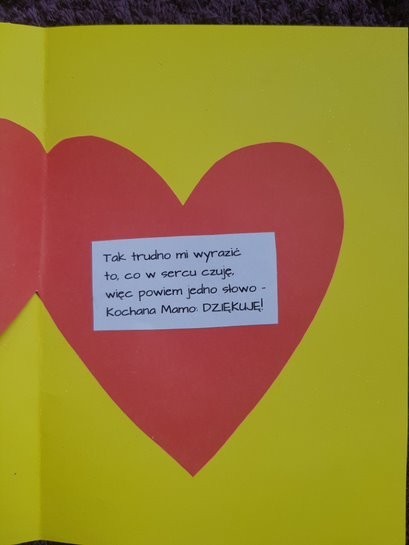 Tak trudno mi wyrazić
to, co w sercu czuję,
więc powiem jedno słowo -
Kochana Mamo: DZIĘKUJĘ!